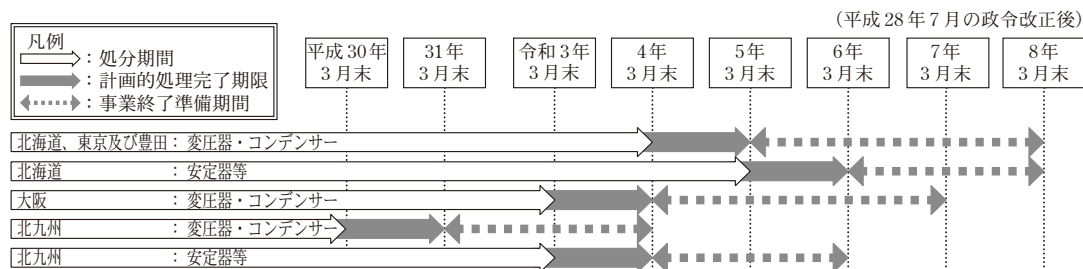 (平成28年7月の政令改正後)
凡例
:処分期間
:計画的処理完了期限
:事業終了準備期間
平成30年
3月末
31年
3月末
令和3年
3月末
4年
3月末
5年
3月末
6年
3月末
7年
3月末
8年
3月末
北海道、東京及び豊田:変圧器・コンデンサー
北海道 :安定器等
大阪 :変圧器・コンデンサー
北九州 :変圧器・コンデンサー
北九州 :安定器等